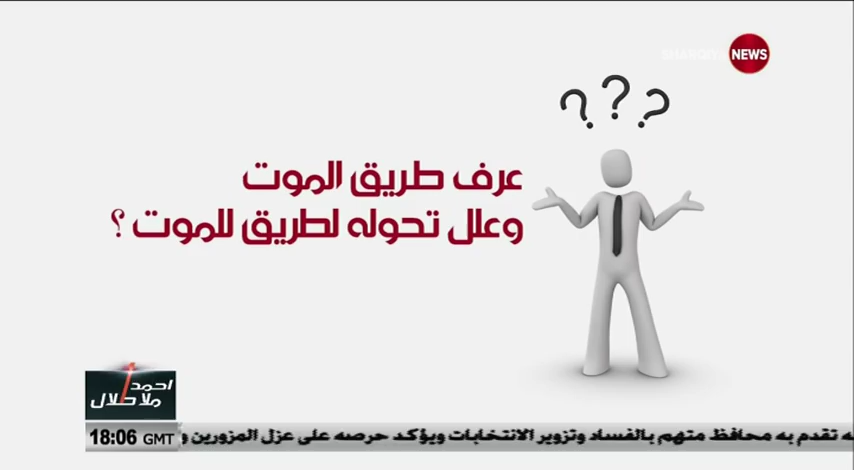 SHARQIYA NEWS
عرف طريق الموت
وعلل تحوله لطريق للموت ؟
احمد
ملا طلال
18:06 GMT
ه تقدم به محافظ متهم بالفساد وتزوير الانتخابات ويؤكد حرصه على عزل المزورين و